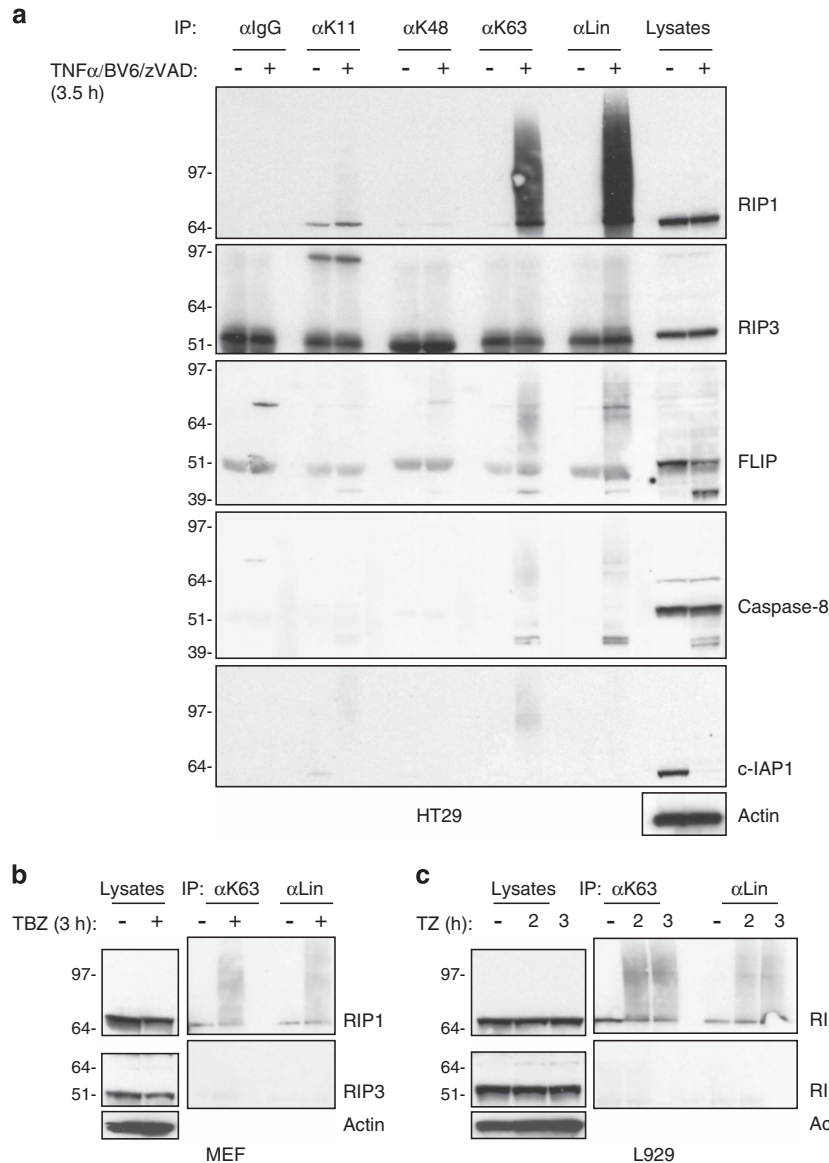 a
IP: αIgG αK11 αK48 αK63 αLin Lysates
TNFα/BV6/zVAD: - + - + - + - + - + - +
(3.5 h)
97-
64-
RIP1
97-
64-
51-
RIP3
97-
64-
51-
39-
FLIP
97-
64-
51-
39-
Caspase-8
97-
64-
c-IAP1
HT29
Actin
b
Lysates IP: αK63 αLin
TBZ (3 h): - + - + - +
97-
64-
RIP1
64-
51-
RIP3
Actin
MEF
c
Lysates IP: αK63 αLin
TZ (h): - 2 3 - 2 3 - 2 3
97-
64-
RI
64-
51-
RI
Ac
L929